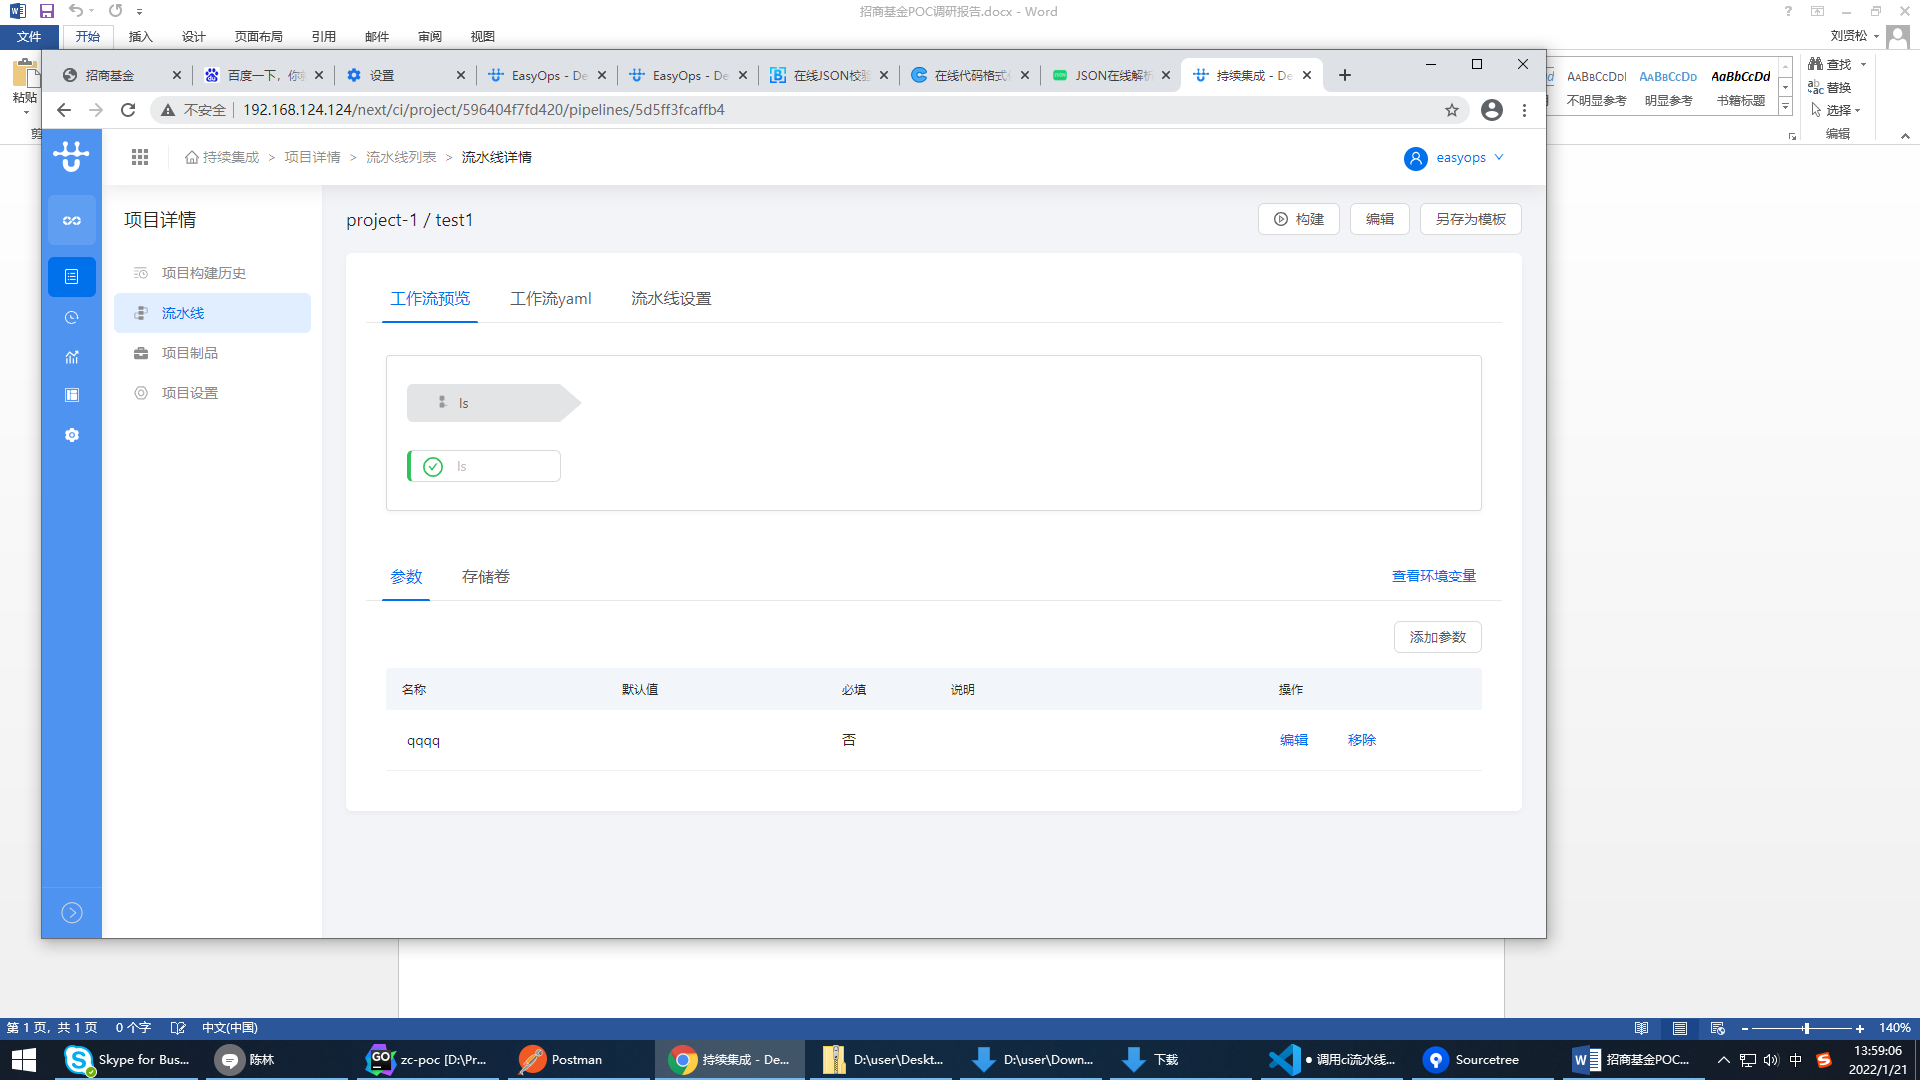 招商基金POC调研报告.docx - Word
文件 开始 插入 设计 页面布局 引用 邮件 审阅 视图
刘贤松
粘贴
招商基金
设置
EasyOps - De
EasyOps - De
在线JSON校验
在线代码格式
JSON在线解析
持续集成 - De
AaBbCcDdI AaBbCcDd AaBbCcDd
不明显参考 明显参考 书籍标题
查找
替换
选择
编辑
不安全 192.168.124.124/next/ci/project/596404f7fd420/pipelines/5d5ff3fcaffb4
持续集成 > 项目详情 > 流水线列表 > 流水线详情
easyops
项目详情
项目构建历史
流水线
项目制品
项目设置
project-1 / test1
构建 编辑 另存为模板
工作流预览 工作流yaml 流水线设置
ls
ls
参数 存储卷 查看环境变量
添加参数
名称 默认值 必填 说明 操作
qqqq 否 编辑 移除
第 1 页，共 1 页 0 个字 中文(中国)
140%
Skype for Bus...
陈林
zc-poc [D:\Pr...
Postman
持续集成 - De...
D:\user\Deskt...
D:\user\Down...
下载
调用ci流水线...
Sourcetree
招商基金POC...
中
13:59:06
2022/1/21